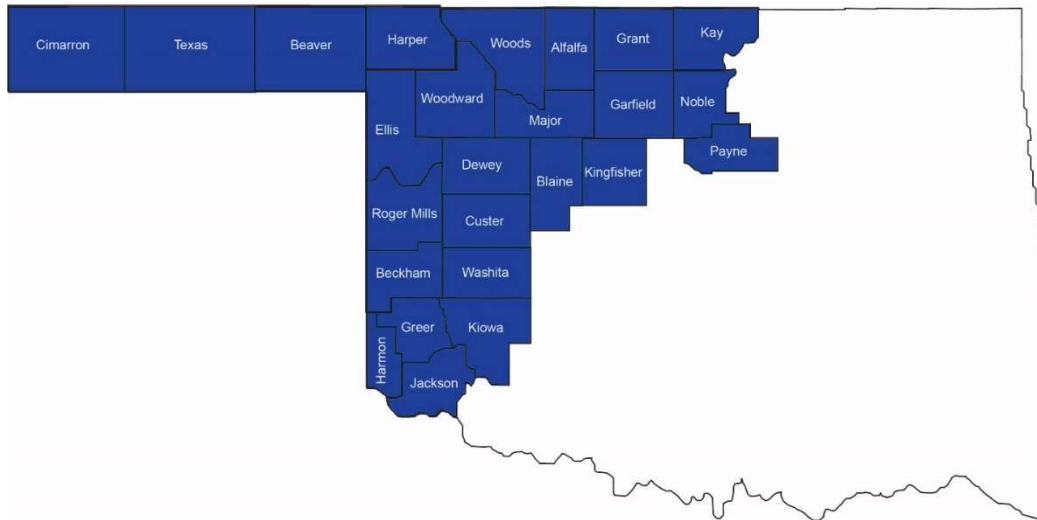 Cimarron
Texas
Beaver
Harper
Woods
Alfalfa
Grant
Kay
Woodward
Ellis
Major
Garfield
Noble
Payne
Dewey
Blaine
Kingfisher
Roger Mills
Custer
Beckham
Washita
Greer
Kiowa
Harmon
Jackson